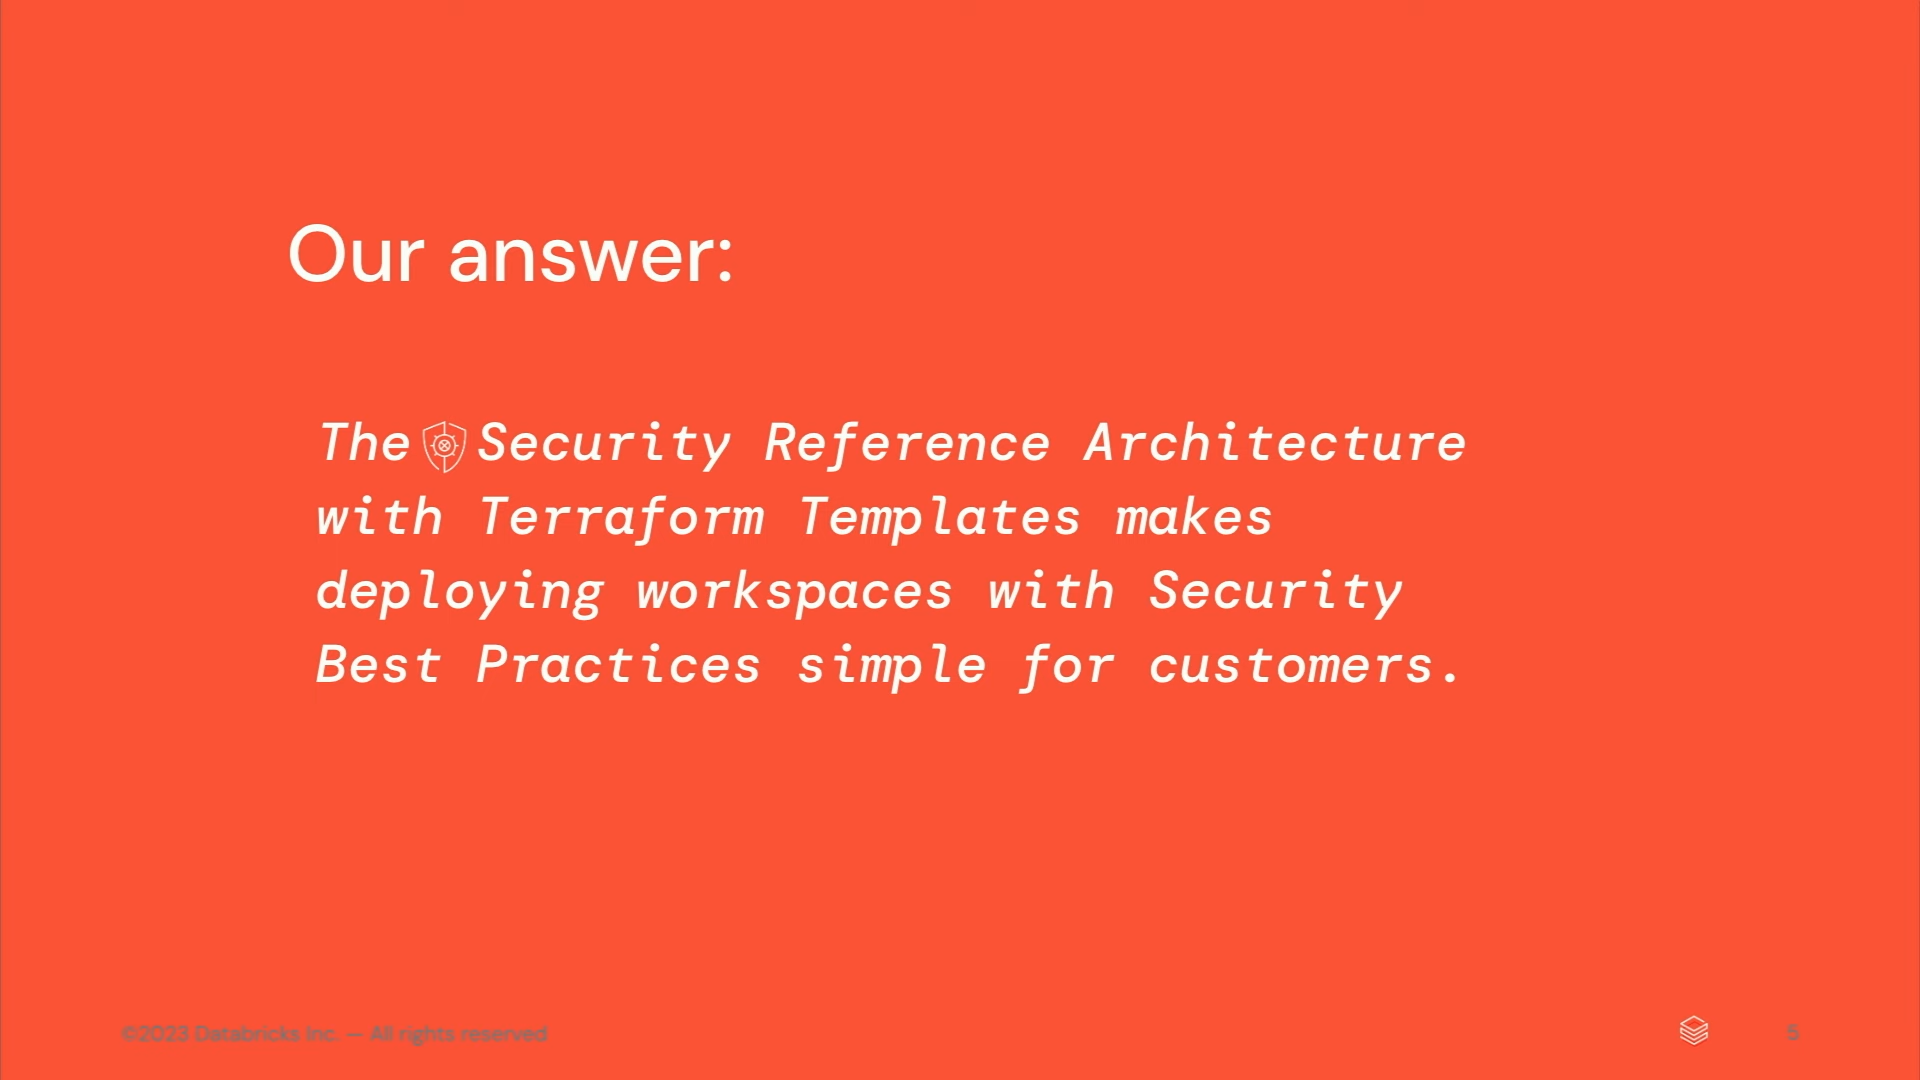 Our answer:
The Security Reference Architecture
with Terraform Templates makes
deploying workspaces with Security
Best Practices simple for customers.
©2023 Databricks Inc. — All rights reserved
5